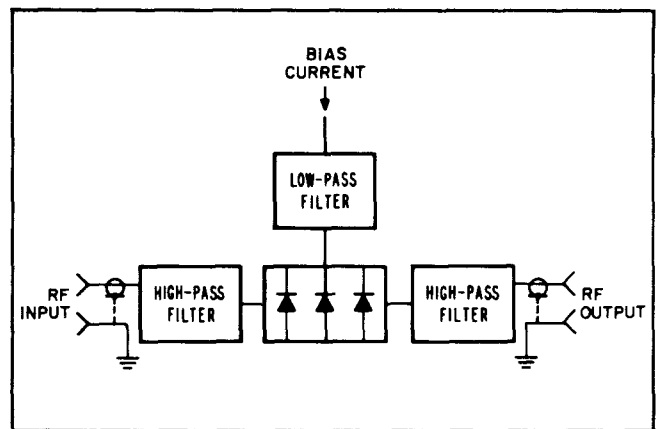 BIAS
CURRENT
LOW-PASS
FILTER
RF
INPUT
HIGH-PASS
FILTER
HIGH-PASS
FILTER
RF
OUTPUT